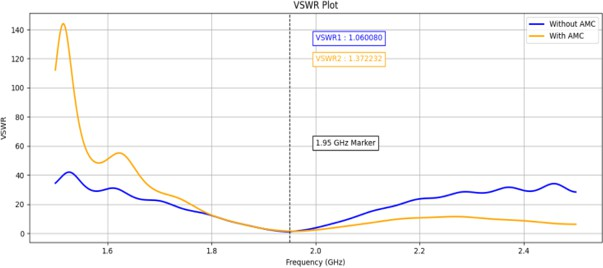 VSWR Plot
Without AMC
With AMC
VSWR1 : 1.060080
VSWR2 : 1.372232
1.95 GHz Marker
VSWR
140
120
100
80
60
40
20
0
1.6
1.8
2.0
2.2
2.4
Frequency (GHz)